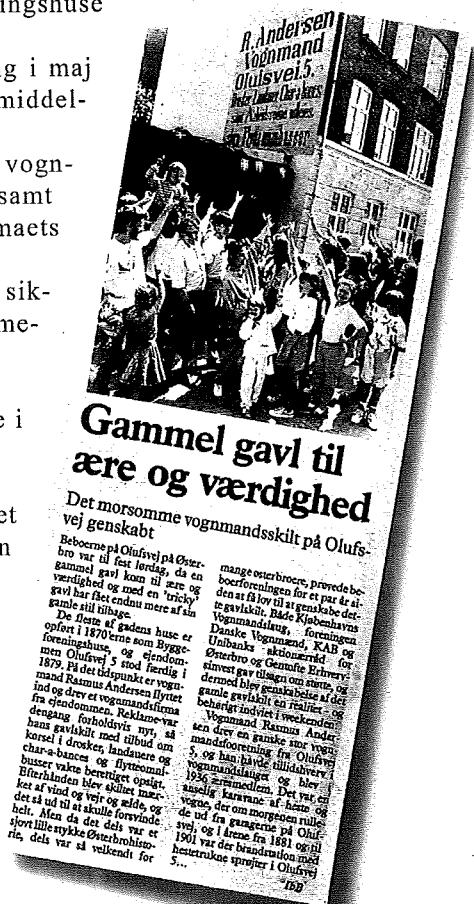 ingshuse
g i maj
middel-
vogn-
samt
maets
sik-
me-
e i
et
n
R. Andersen
Vognmand
Olufsvej 5.
Gammel gavl til
ære og værdighed
Det morsomme vognmandsskilt på Olufs-
vej genskabt
Beboerne på Olufsvej på Øster-
bro var til fest lørdag, da en
gammel gavl kom til ære og
værdighed og med en 'tricky'
gavl har fået endnu mere af sin
gamle stil tilbage.
De fleste af gadens huse er
opført i 1870'erne som Bygge-
foreningshuse, og ejendom-
men Olufsvej 5 stod færdig i
1879. På det tidspunkt er vogn-
mand Rasmus Andersen flyttet
ind og drev et vognmandsfirma
fra ejendommen. Reklame var
dengang forholdsvis nyt, så
hans gavlskilt med tilbud om
kørsel i drosker, landauere og
char-a-bances og flytteomni-
busser vakte berettiget opsigt.
Efterhånden blev skiltet mær-
ket af vind og vejr og ælde, og
det så ud til at skulle forsvinde
helt. Men da det dels var et
sjovt lille stykke Østerbrohisto-
rie, dels var så velkendt for
mange østerbroere, prøvede be-
boerforeningen for et par år si-
den at få lov til at genskabe det-
te gavlskilt. Både Kjøbenhavns
Vognmandslaug, foreningen
Danske Vognmænd, KAB og
Unibanks aktionærråd for
Østerbro og Gentofte Erhverv-
sinvest gav tilsagn om støtte, og
dermed blev genskabelse af det
gamle gavlskilt en realitet - og
behørigt indviet i weekenden.
Vognmand Rasmus Ander-
sen drev en ganske stor vogn-
mandsforretning fra Olufsvej
5, og han havde tillidshverv i
vognmandslauget og blev i
1936 æresmedlem. Det var en
anselig karavane af heste og
vogne, der om morgenen rulle-
de ud fra garagerne på Oluf-
svej, og i årene fra 1881 og til
1901 var der brandstation med
hestetrukne sprøjter i Olufsvej
5...